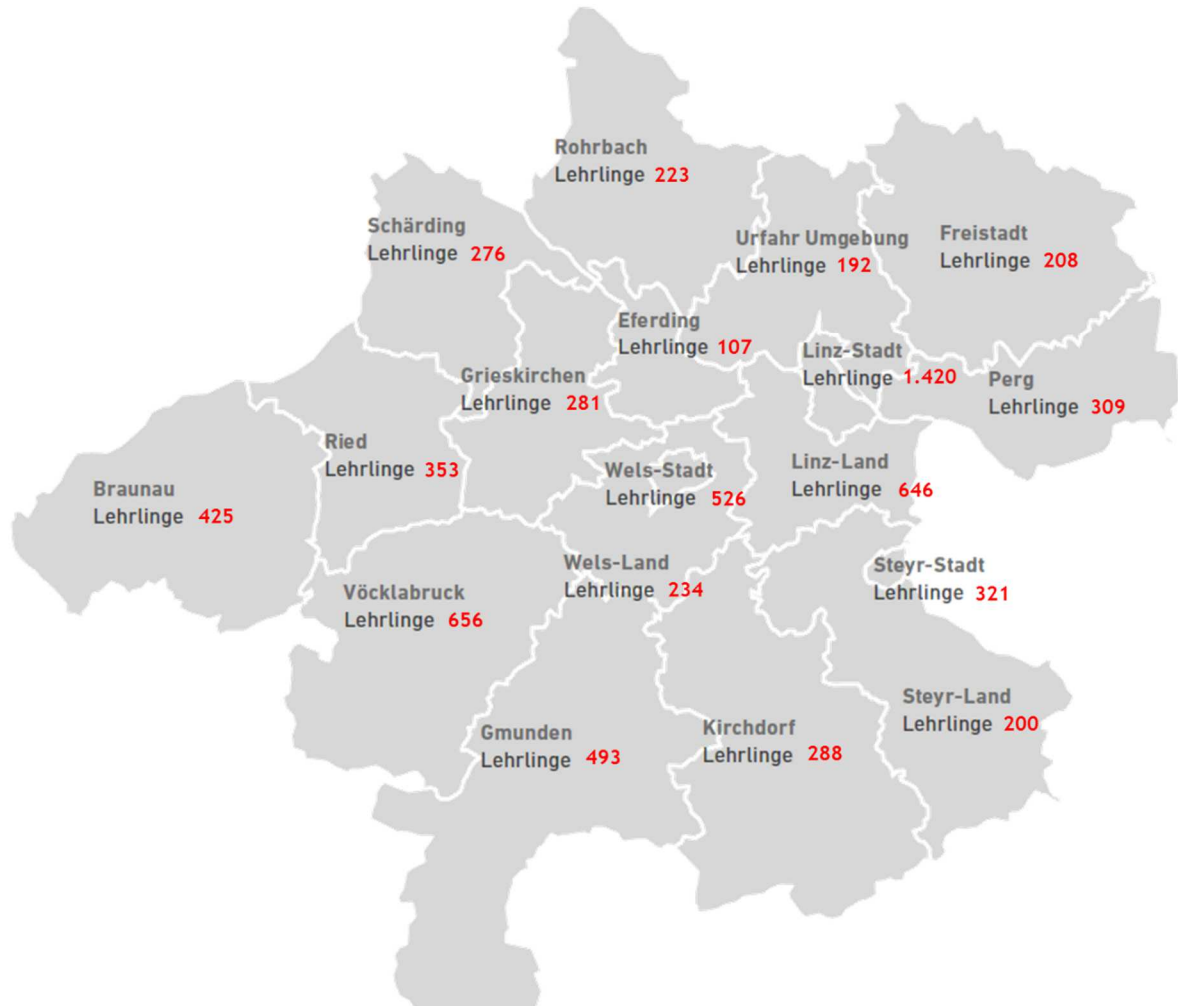 Rohrbach
Lehrlinge 223
Schärding
Lehrlinge 276
Urfahr Umgebung
Lehrlinge 192
Freistadt
Lehrlinge 208
Eferding
Lehrlinge 107
Linz-Stadt
Lehrlinge 1.420
Grieskirchen
Lehrlinge 281
Perg
Lehrlinge 309
Ried
Lehrlinge 353
Wels-Stadt
Lehrlinge 526
Linz-Land
Lehrlinge 646
Braunau
Lehrlinge 425
Wels-Land
Lehrlinge 234
Steyr-Stadt
Lehrlinge 321
Vöcklabruck
Lehrlinge 656
Steyr-Land
Lehrlinge 200
Gmunden
Lehrlinge 493
Kirchdorf
Lehrlinge 288